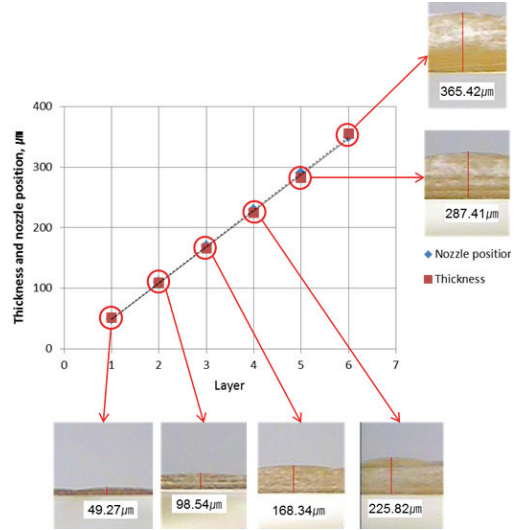 365.42㎛
400
300
200
100
0
Thickness and nozzle position, ㎛
287.41㎛
Nozzle position
Thickness
0 1 2 3 4 5 6 7
Layer
49.27㎛
98.54㎛
168.34㎛
225.82㎛